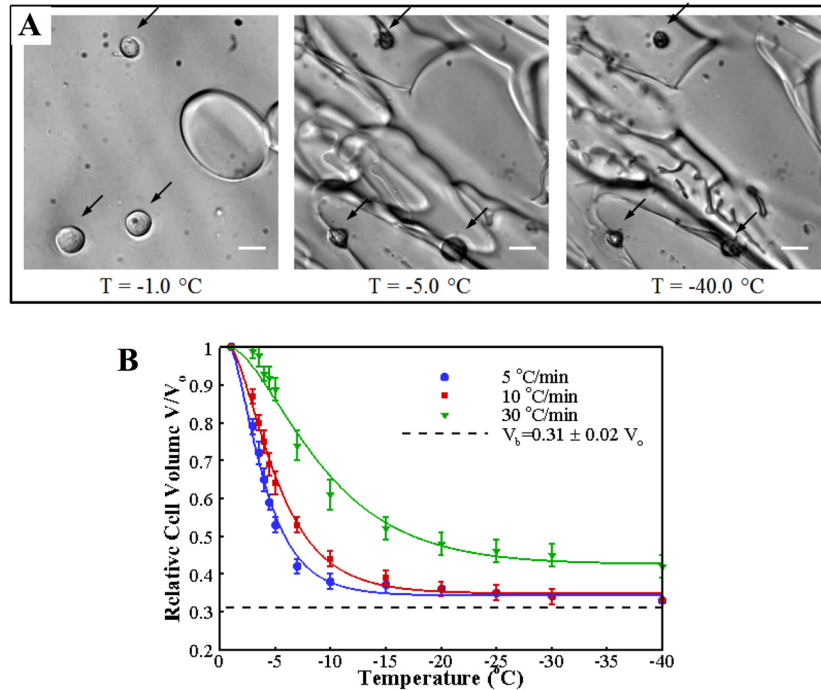 A
T = -1.0 °C
T = -5.0 °C
T = -40.0 °C
B
1
0.9
0.8
0.7
0.6
0.5
0.4
0.3
0.2
Relative Cell Volume V/Vo
5 °C/min
10 °C/min
30 °C/min
Vb=0.31 ± 0.02 Vo
0 -5 -10 -15 -20 -25 -30 -35 -40
Temperature (°C)